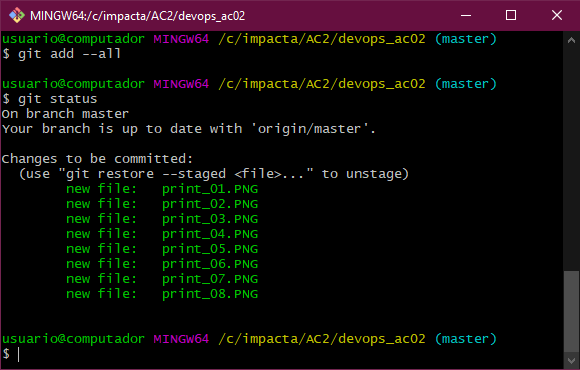 MINGW64:/c/impacta/AC2/devops_ac02
usuario@computador MINGW64 /c/impacta/AC2/devops_ac02 (master)
$ git add --all
usuario@computador MINGW64 /c/impacta/AC2/devops_ac02 (master)
$ git status
On branch master
Your branch is up to date with 'origin/master'.
Changes to be committed:
  (use "git restore --staged <file>..." to unstage)
        new file:   print_01.PNG
        new file:   print_02.PNG
        new file:   print_03.PNG
        new file:   print_04.PNG
        new file:   print_05.PNG
        new file:   print_06.PNG
        new file:   print_07.PNG
        new file:   print_08.PNG
usuario@computador MINGW64 /c/impacta/AC2/devops_ac02 (master)
$